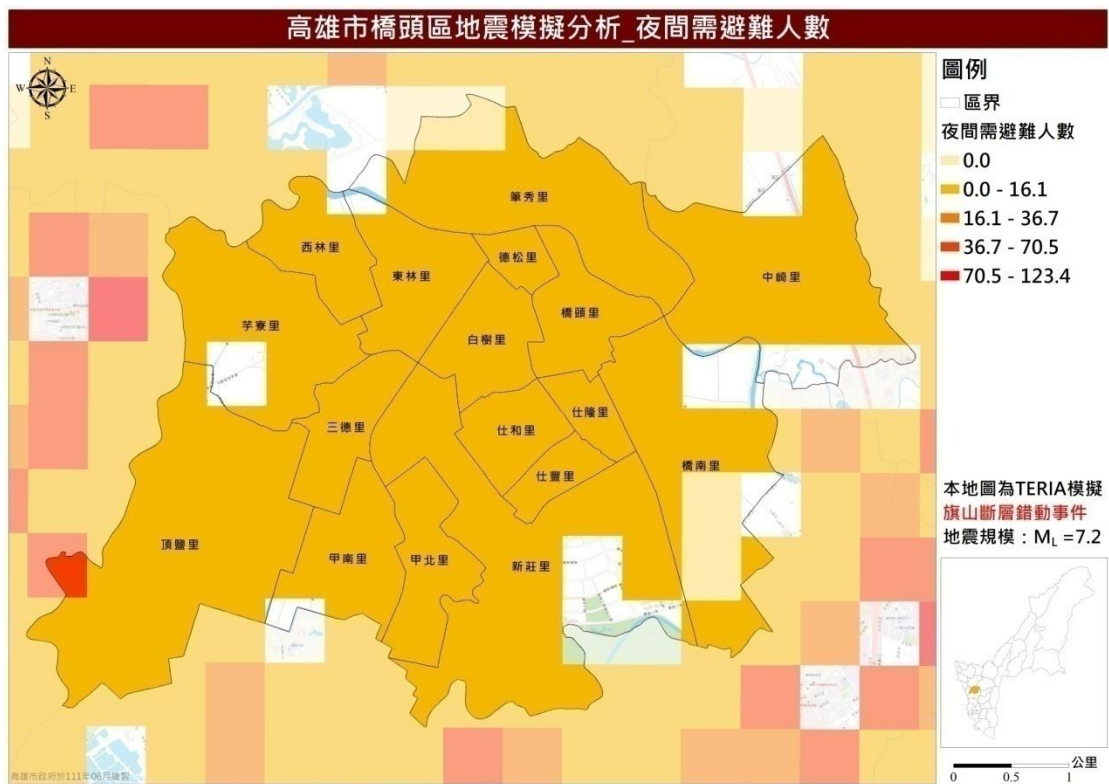 高雄市橋頭區地震模擬分析_夜間需避難人數
N
W
E
S
圖例
區界
夜間需避難人數
0.0
0.0 - 16.1
16.1 - 36.7
36.7 - 70.5
70.5 - 123.4
筆秀里
西林里
德松里
東林里
中崎里
橋頭里
芋寮里
白樹里
仕隆里
三德里
仕和里
橋南里
仕豐里
頂鹽里
甲南里
甲北里
新莊里
本地圖為TERIA模擬
旗山斷層錯動事件
地震規模：ML =7.2
高雄市政府於111年06月繪製
公里
0 0.5 1